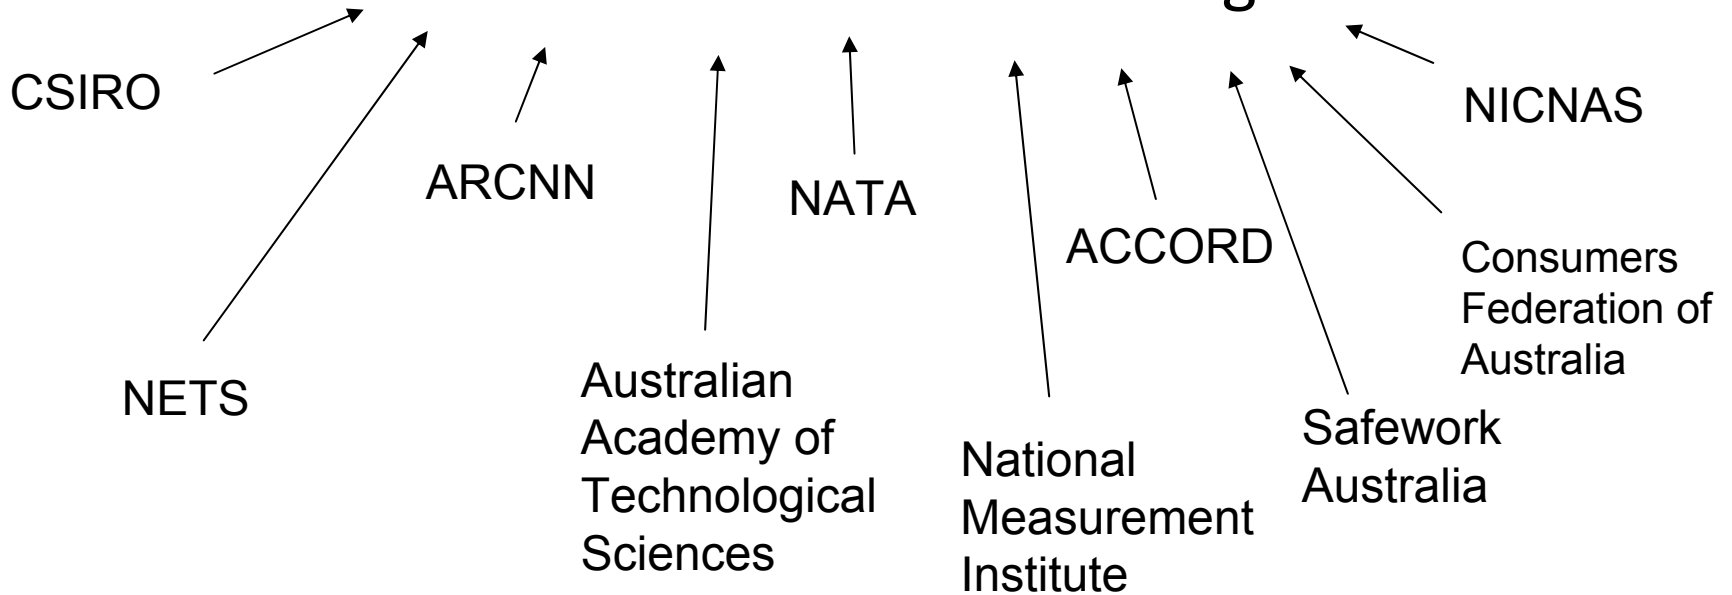 CSIRO
NICNAS
ARCNN
NATA
ACCORD
Consumers
Federation of
Australia
NETS
Australian
Academy of
Technological
Sciences
Safework
Australia
National
Measurement
Institute